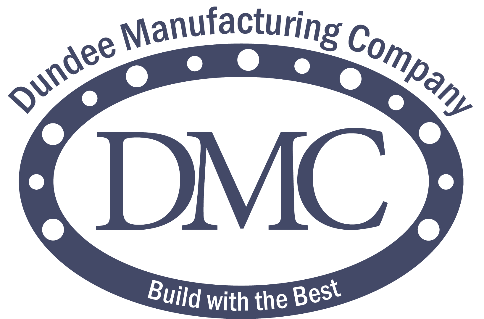 Dundee Manufacturing Company
DMC
Build with the Best